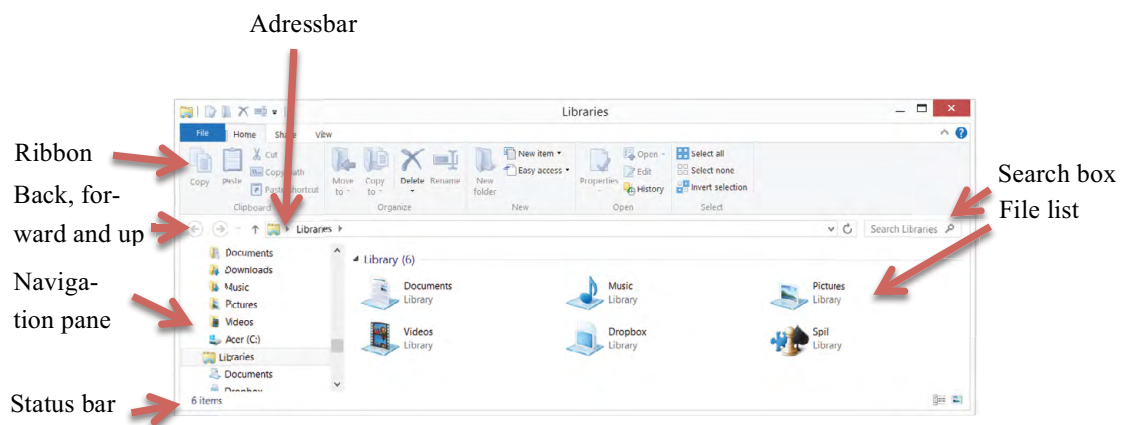 Adressbar
Libraries
File Home Share View
Ribbon
Copy Paste
Cut
Copy path
Paste shortcut
Move to
Copy to
Delete
Rename
New folder
New item
Easy access
Properties
Open
Edit
History
Select all
Select none
Invert selection
Clipboard Organize New Open Select
Back, for-
ward and up
Search box
File list
Libraries
Search Libraries
Naviga-
tion pane
Documents
Downloads
Music
Pictures
Videos
Acer (C:)
Libraries
Documents
Dropbox
Library (6)
Documents
Library
Music
Library
Pictures
Library
Videos
Library
Dropbox
Library
Spil
Library
Status bar
6 items